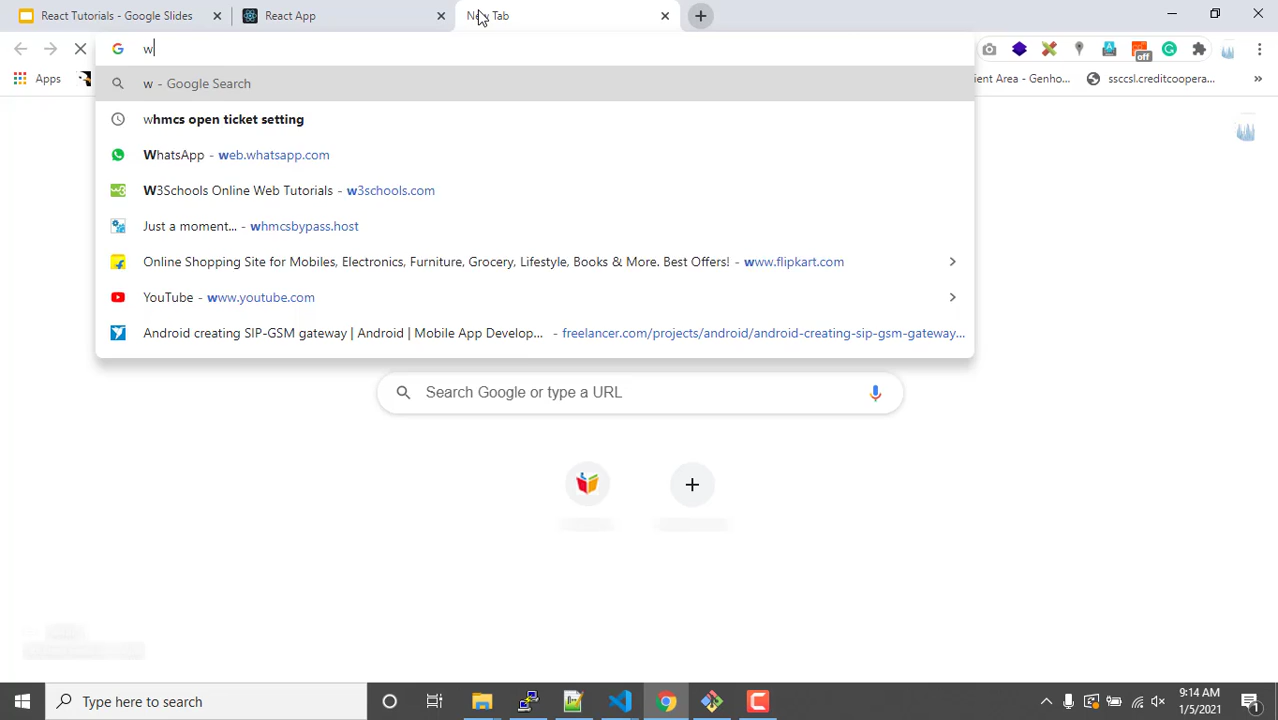 React Tutorials - Google Slides
React App
New Tab
w
w - Google Search
whmcs open ticket setting
WhatsApp - web.whatsapp.com
W3Schools Online Web Tutorials - w3schools.com
Just a moment... - whmcsbypass.host
Online Shopping Site for Mobiles, Electronics, Furniture, Grocery, Lifestyle, Books & More. Best Offers! - www.flipkart.com
YouTube - www.youtube.com
Android creating SIP-GSM gateway | Android | Mobile App Develop... - freelancer.com/projects/android/android-creating-sip-gsm-gateway...
off
Apps
ient Area - Genho...
ssccsl.creditcoopera...
»
Search Google or type a URL
Type here to search
9:14 AM
1/5/2021
1